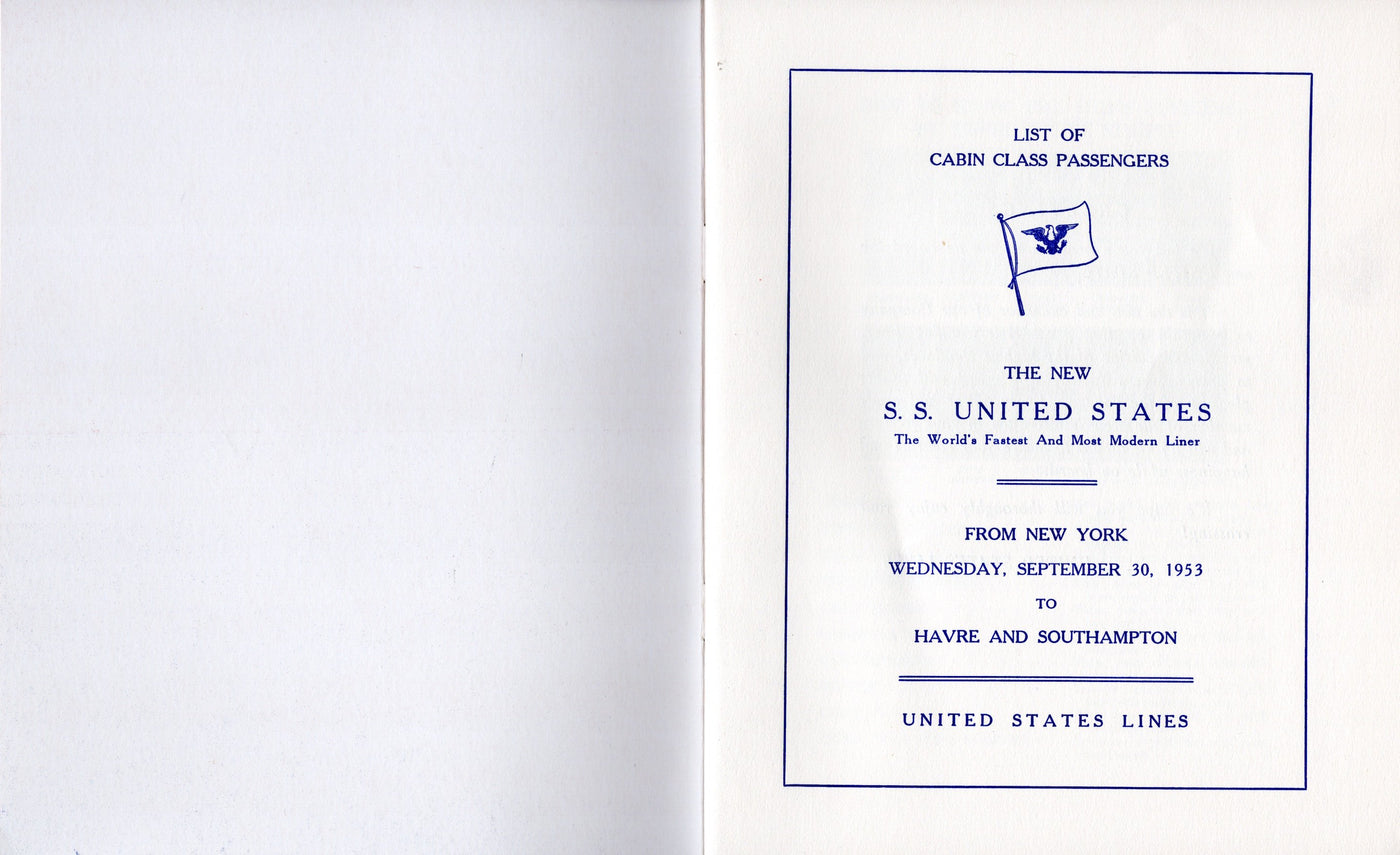 LIST OF
CABIN CLASS PASSENGERS
THE NEW
S. S. UNITED STATES
The World's Fastest And Most Modern Liner
FROM NEW YORK
WEDNESDAY, SEPTEMBER 30, 1953
TO
HAVRE AND SOUTHAMPTON
UNITED STATES LINES